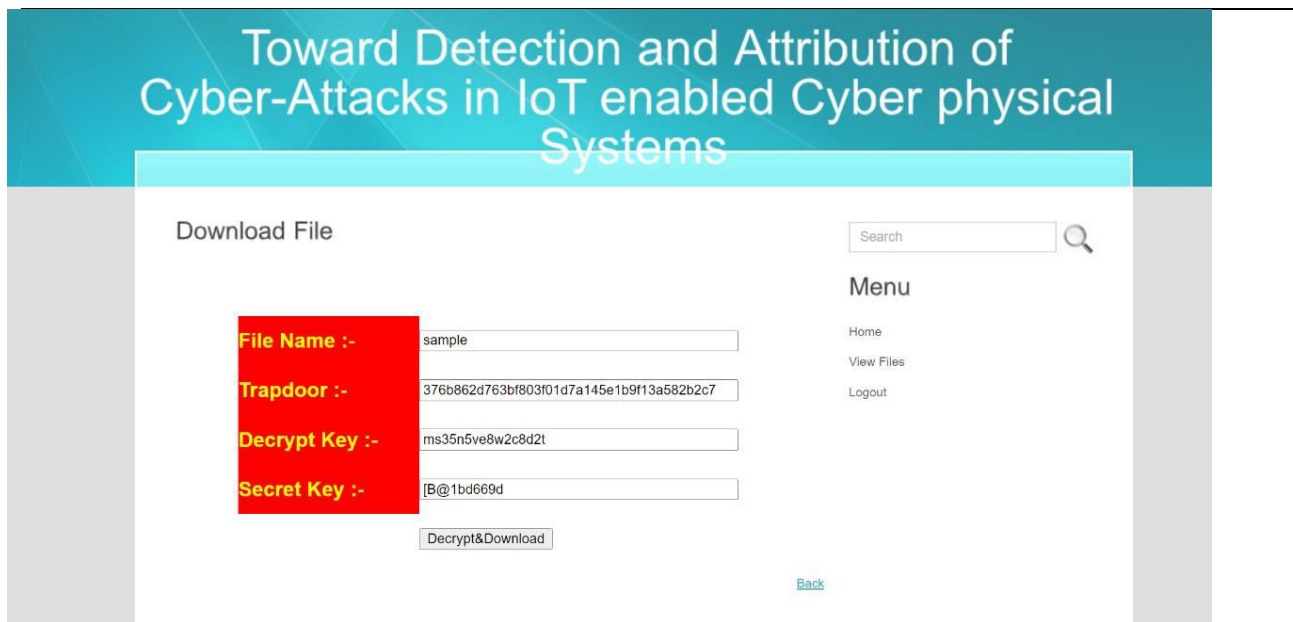 Toward Detection and Attribution of
Cyber-Attacks in IoT enabled Cyber physical
Systems
Download File
Search
Menu
Home
View Files
Logout
File Name :- sample
Trapdoor :- 376b862d763bf803f01d7a145e1b9f13a582b2c7
Decrypt Key :- ms35n5ve8w2c8d2t
Secret Key :- [B@1bd669d
Decrypt&Download
Back